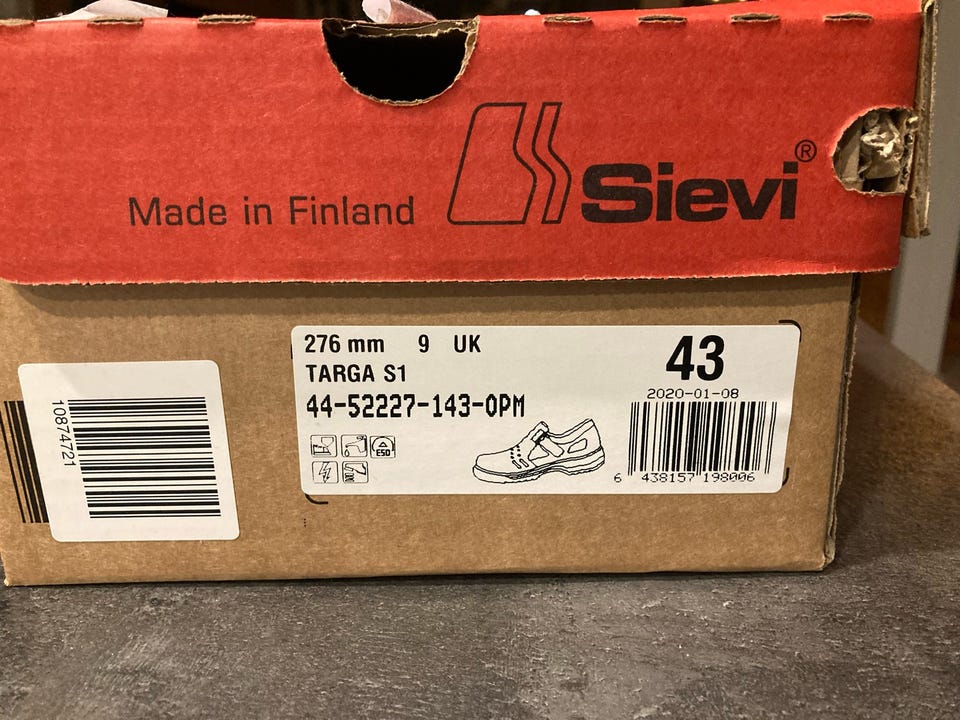 Made in Finland
Sievi®
276 mm 9 UK
TARGA S1
44-52227-143-0PM
ESD
43
2020-01-08
6 438157 198006
10874721